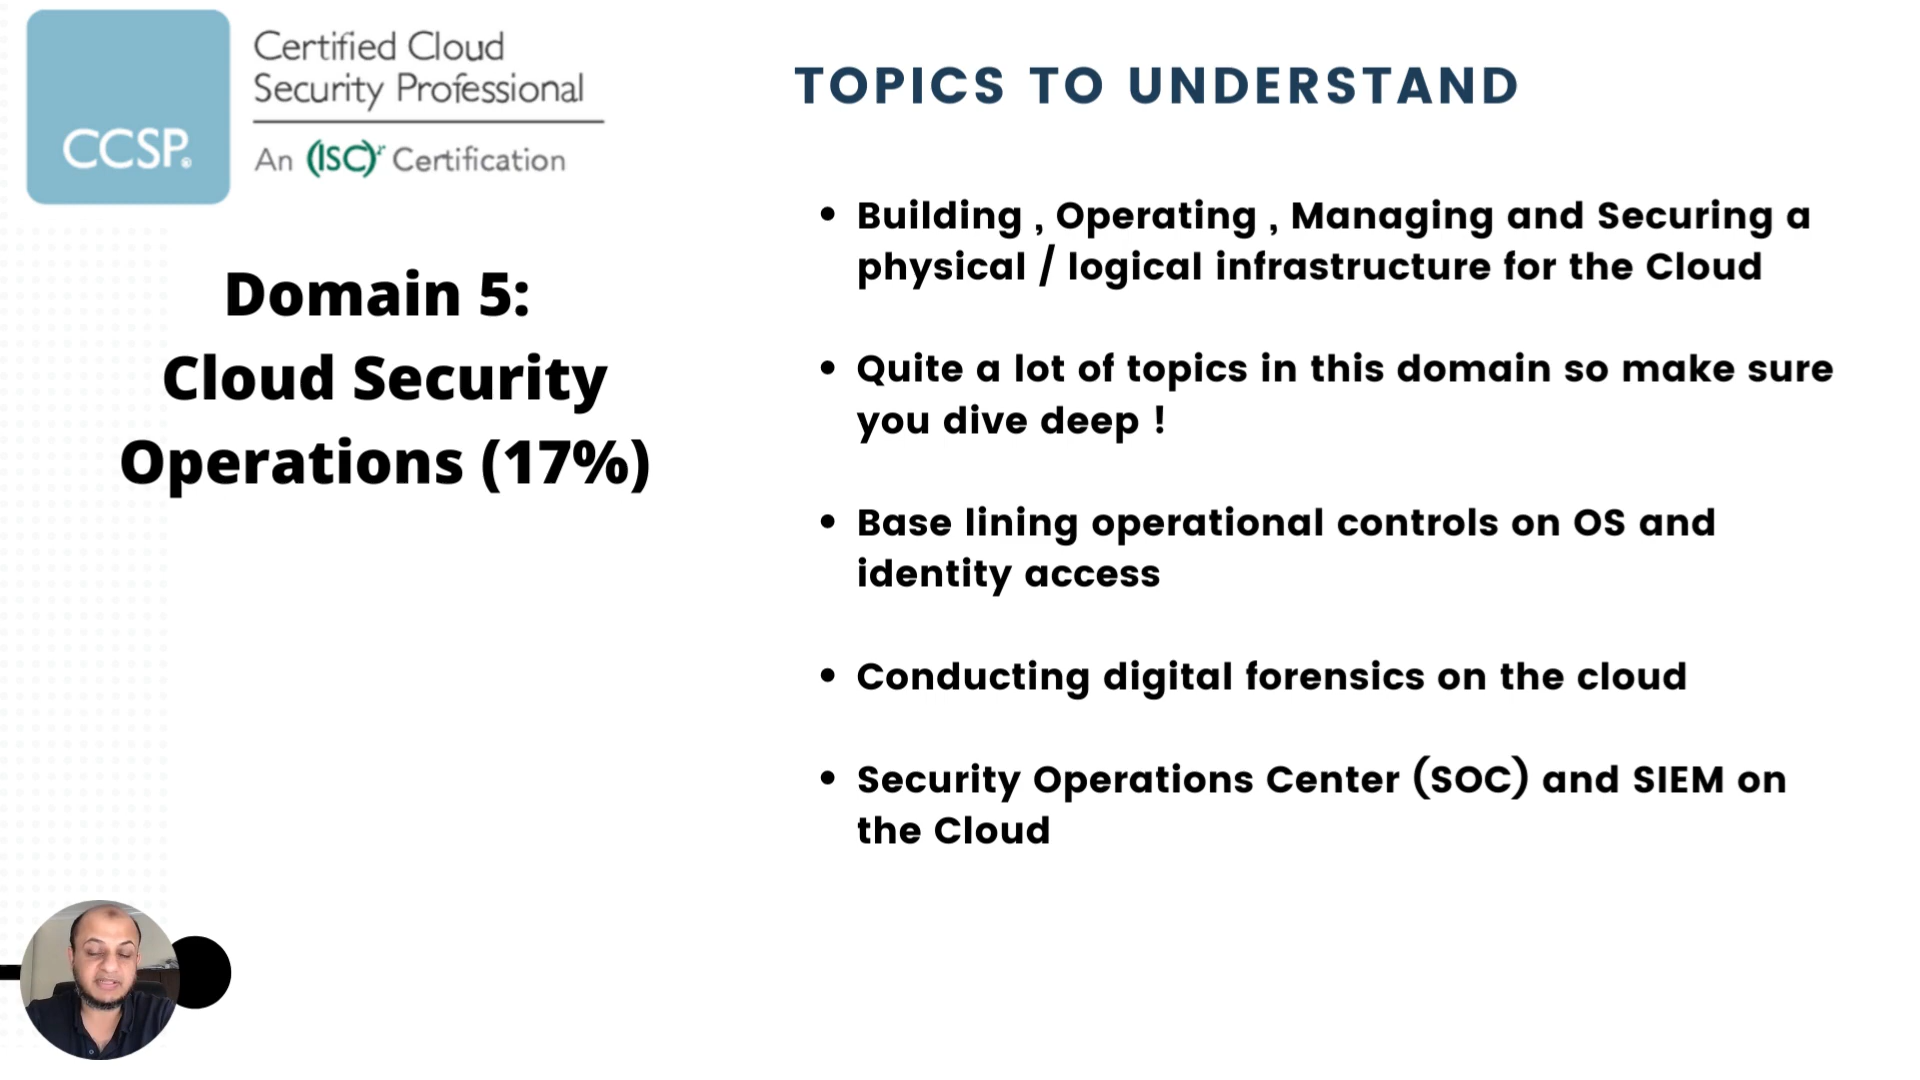 CCSP®
Certified Cloud
Security Professional
An (ISC)² Certification
Domain 5:
Cloud Security
Operations (17%)
TOPICS TO UNDERSTAND
• Building , Operating , Managing and Securing a
physical / logical infrastructure for the Cloud
• Quite a lot of topics in this domain so make sure
you dive deep !
• Base lining operational controls on OS and
identity access
• Conducting digital forensics on the cloud
• Security Operations Center (SOC) and SIEM on
the Cloud